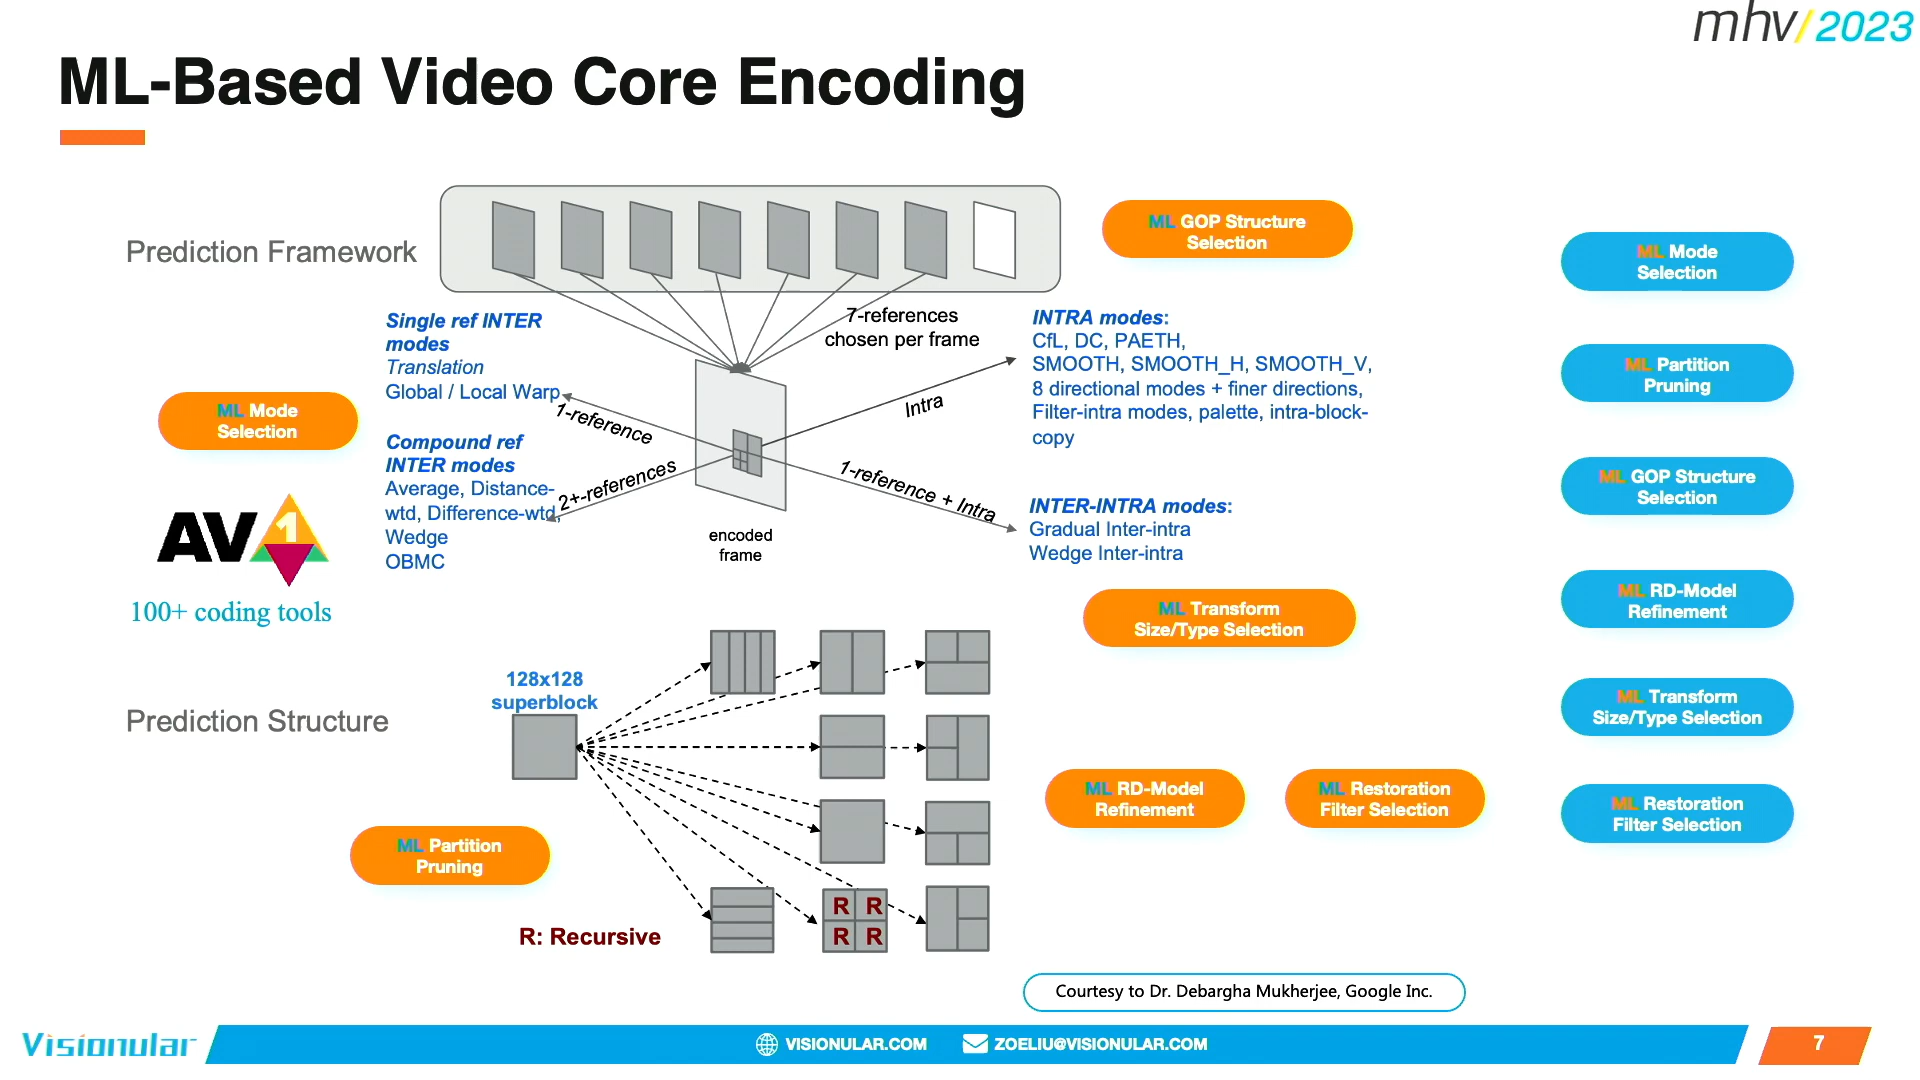 mhv/2023
ML-Based Video Core Encoding
Prediction Framework
ML GOP Structure
Selection
7-references
chosen per frame
Single ref INTER
modes
Translation
Global / Local Warp
1-reference
ML Mode
Selection
Compound ref
INTER modes
Average, Distance-
wtd, Difference-wtd,
Wedge
OBMC
2+-references
Intra
INTRA modes:
CfL, DC, PAETH,
SMOOTH, SMOOTH_H, SMOOTH_V,
8 directional modes + finer directions,
Filter-intra modes, palette, intra-block-
copy
1-reference + Intra
INTER-INTRA modes:
Gradual Inter-intra
Wedge Inter-intra
encoded
frame
AV1
100+ coding tools
ML Transform
Size/Type Selection
Prediction Structure
128x128
superblock
ML Partition
Pruning
R: Recursive
R R
R R
ML RD-Model
Refinement
ML Restoration
Filter Selection
ML Mode
Selection
ML Partition
Pruning
ML GOP Structure
Selection
ML RD-Model
Refinement
ML Transform
Size/Type Selection
ML Restoration
Filter Selection
Courtesy to Dr. Debargha Mukherjee, Google Inc.
Visionular
VISIONULAR.COM
ZOELIU@VISIONULAR.COM
7